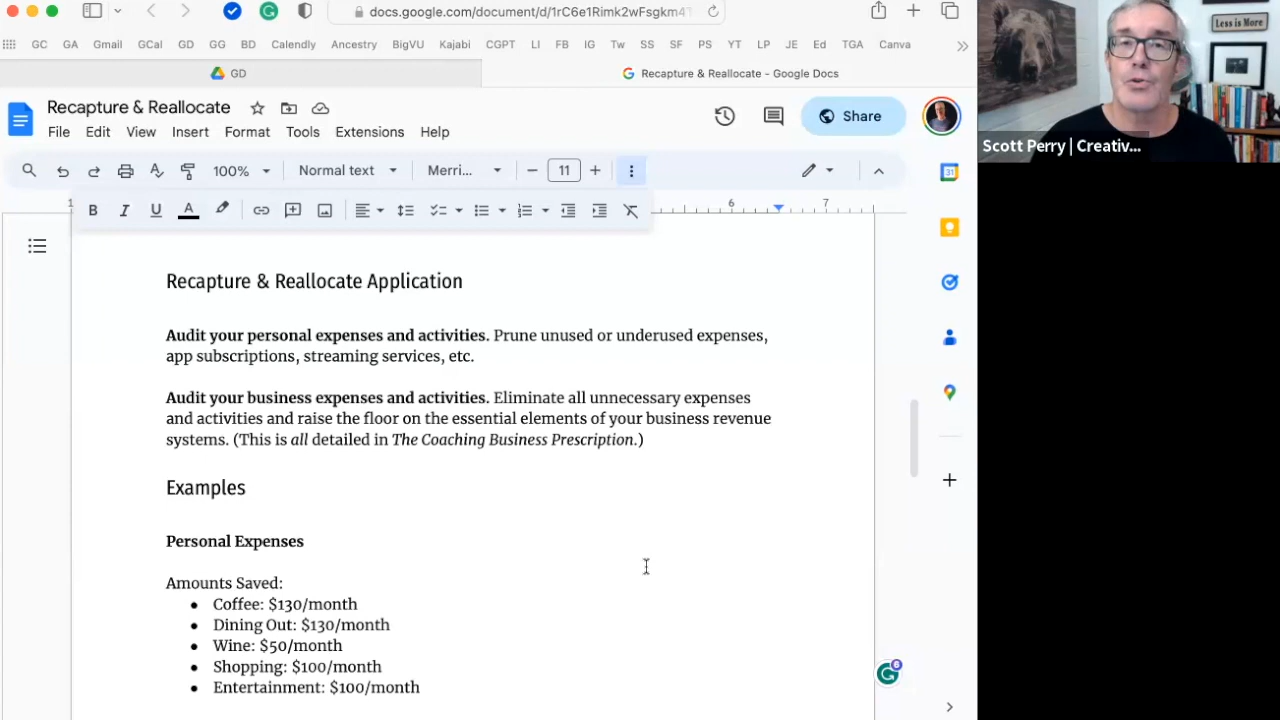 docs.google.com/document/d/1rC6e1Rimk2wFsgkm4
GC GA Gmail GCal GD GG BD Calendly Ancestry BigVU Kajabi CGPT LI FB IG Tw SS SF PS YT LP JE Ed TGA Canva
GD
Recapture & Reallocate - Google Docs
Less is More
Recapture & Reallocate
Share
File Edit View Insert Format Tools Extensions Help
Scott Perry | Creativ...
100% Normal text Merri... 11
B I U A
31
1 6 7
Recapture & Reallocate Application
Audit your personal expenses and activities. Prune unused or underused expenses,
app subscriptions, streaming services, etc.
Audit your business expenses and activities. Eliminate all unnecessary expenses
and activities and raise the floor on the essential elements of your business revenue
systems. (This is all detailed in The Coaching Business Prescription.)
Examples
Personal Expenses
Amounts Saved:
● Coffee: $130/month
● Dining Out: $130/month
● Wine: $50/month
● Shopping: $100/month
● Entertainment: $100/month